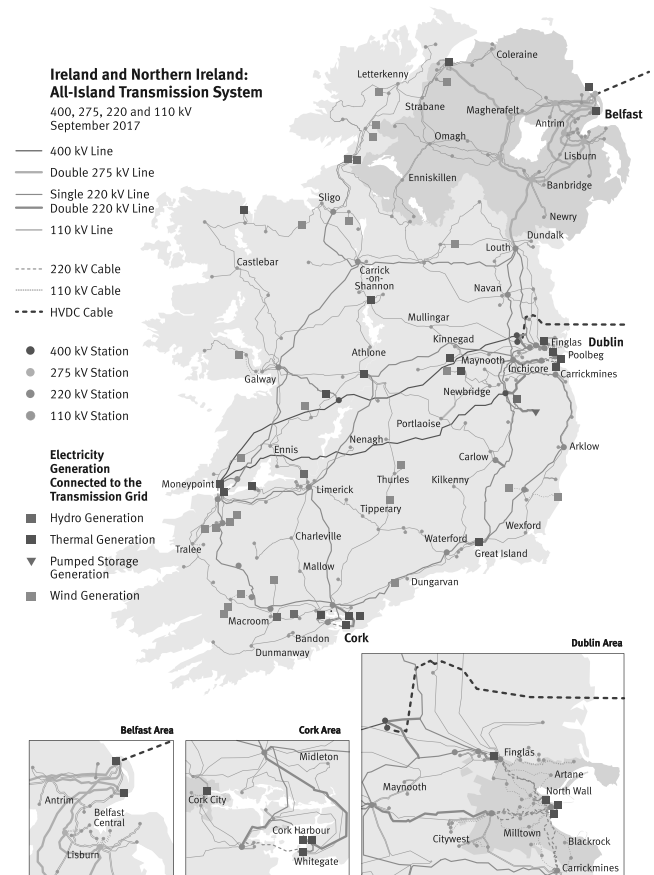 Ireland and Northern Ireland:
All-Island Transmission System
400, 275, 220 and 110 kV
September 2017
400 kV Line
Double 275 kV Line
Single 220 kV Line
Double 220 kV Line
110 kV Line
220 kV Cable
110 kV Cable
HVDC Cable
400 kV Station
275 kV Station
220 kV Station
110 kV Station
Electricity
Generation
Connected to the
Transmission Grid
Hydro Generation
Thermal Generation
Pumped Storage
Generation
Wind Generation
Coleraine
Letterkenny
Strabane
Magherafelt
Belfast
Antrim
Omagh
Lisburn
Enniskillen
Banbridge
Sligo
Newry
Dundalk
Louth
Castlebar
Carrick
-on-
Shannon
Navan
Mullingar
Kinnegad
Finglas
Dublin
Athlone
Maynooth
Poolbeg
Inchicore
Carrickmines
Galway
Newbridge
Portlaoise
Nenagh
Arklow
Ennis
Carlow
Moneypoint
Limerick
Thurles
Kilkenny
Tipperary
Wexford
Charleville
Waterford
Tralee
Great Island
Mallow
Dungarvan
Macroom
Bandon
Cork
Dunmanway
Dublin Area
Finglas
Artane
Maynooth
North Wall
Milltown
Citywest
Blackrock
Carrickmines
Belfast Area
Antrim
Belfast
Central
Lisburn
Cork Area
Midleton
Cork City
Cork Harbour
Whitegate